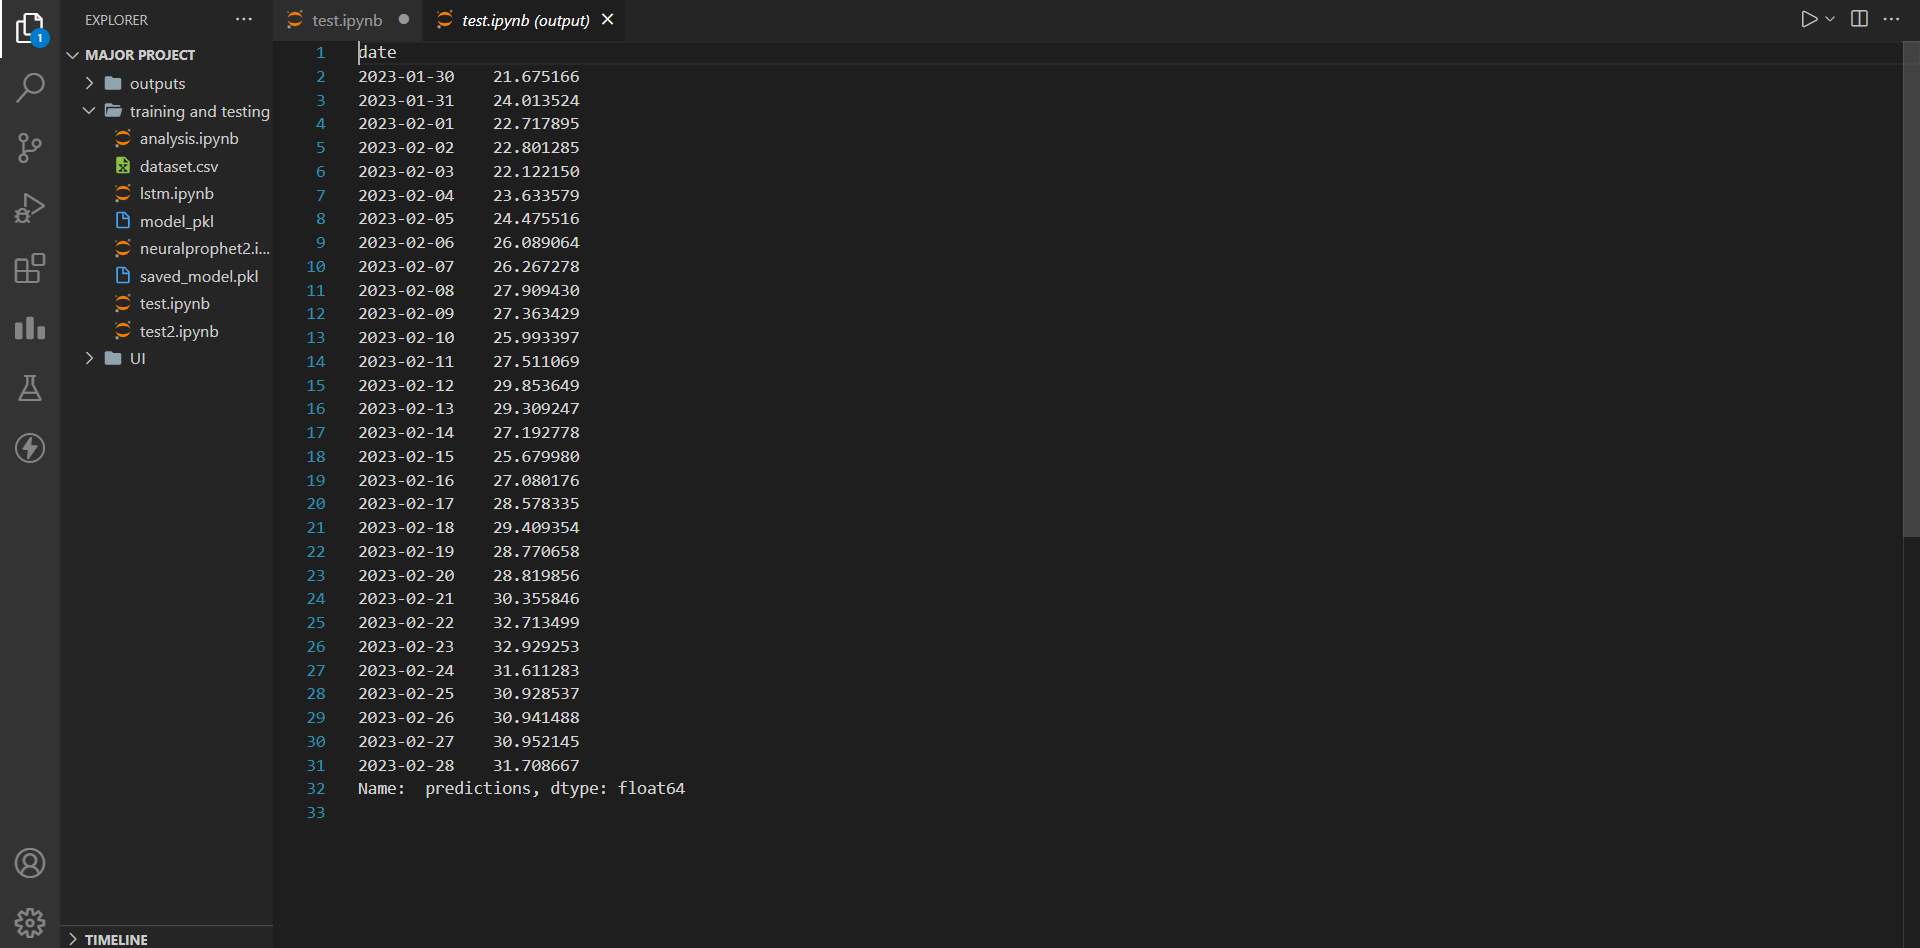 EXPLORER
MAJOR PROJECT
outputs
training and testing
analysis.ipynb
dataset.csv
lstm.ipynb
model_pkl
neuralprophet2.i...
saved_model.pkl
test.ipynb
test2.ipynb
UI
TIMELINE
1
test.ipynb
test.ipynb (output)
1 date
2 2023-01-30 21.675166
3 2023-01-31 24.013524
4 2023-02-01 22.717895
5 2023-02-02 22.801285
6 2023-02-03 22.122150
7 2023-02-04 23.633579
8 2023-02-05 24.475516
9 2023-02-06 26.089064
10 2023-02-07 26.267278
11 2023-02-08 27.909430
12 2023-02-09 27.363429
13 2023-02-10 25.993397
14 2023-02-11 27.511069
15 2023-02-12 29.853649
16 2023-02-13 29.309247
17 2023-02-14 27.192778
18 2023-02-15 25.679980
19 2023-02-16 27.080176
20 2023-02-17 28.578335
21 2023-02-18 29.409354
22 2023-02-19 28.770658
23 2023-02-20 28.819856
24 2023-02-21 30.355846
25 2023-02-22 32.713499
26 2023-02-23 32.929253
27 2023-02-24 31.611283
28 2023-02-25 30.928537
29 2023-02-26 30.941488
30 2023-02-27 30.952145
31 2023-02-28 31.708667
32 Name:  predictions, dtype: float64
33